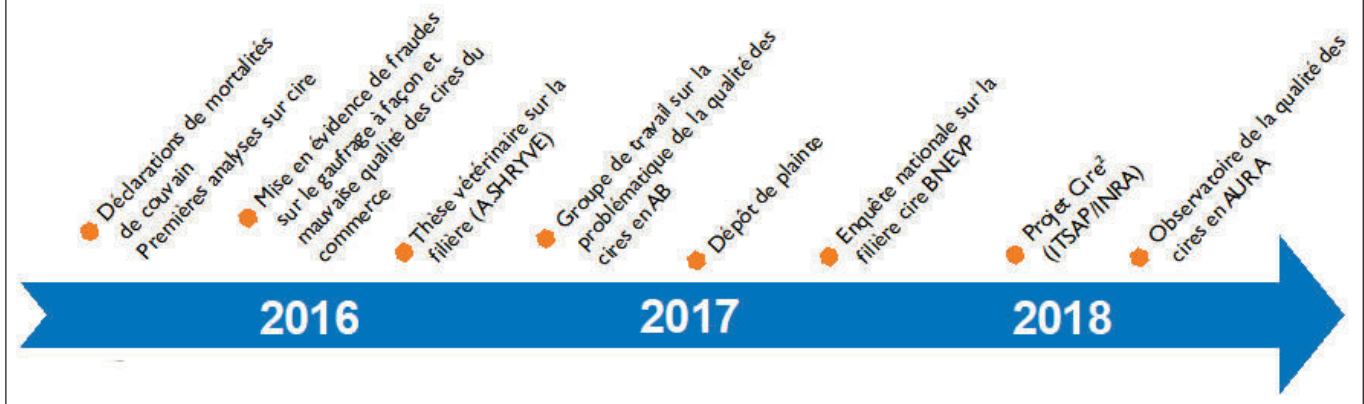 Déclarations de mortalités
de couvain
Premières analyses sur cire
Mise en évidence de fraudes
sur le gaufrage à façon et
mauvaise qualité des cires du
commerce
Thèse vétérinaire sur la
filière (A.SHRYVE)
Groupe de travail sur la
problématique de la qualité des
cires en AB
Dépôt de plainte
Enquête nationale sur la
filière cire BNEVP
Projet Cire²
(ITSAP/INRA)
Observatoire de la qualité des
cires en AURA
2016
2017
2018